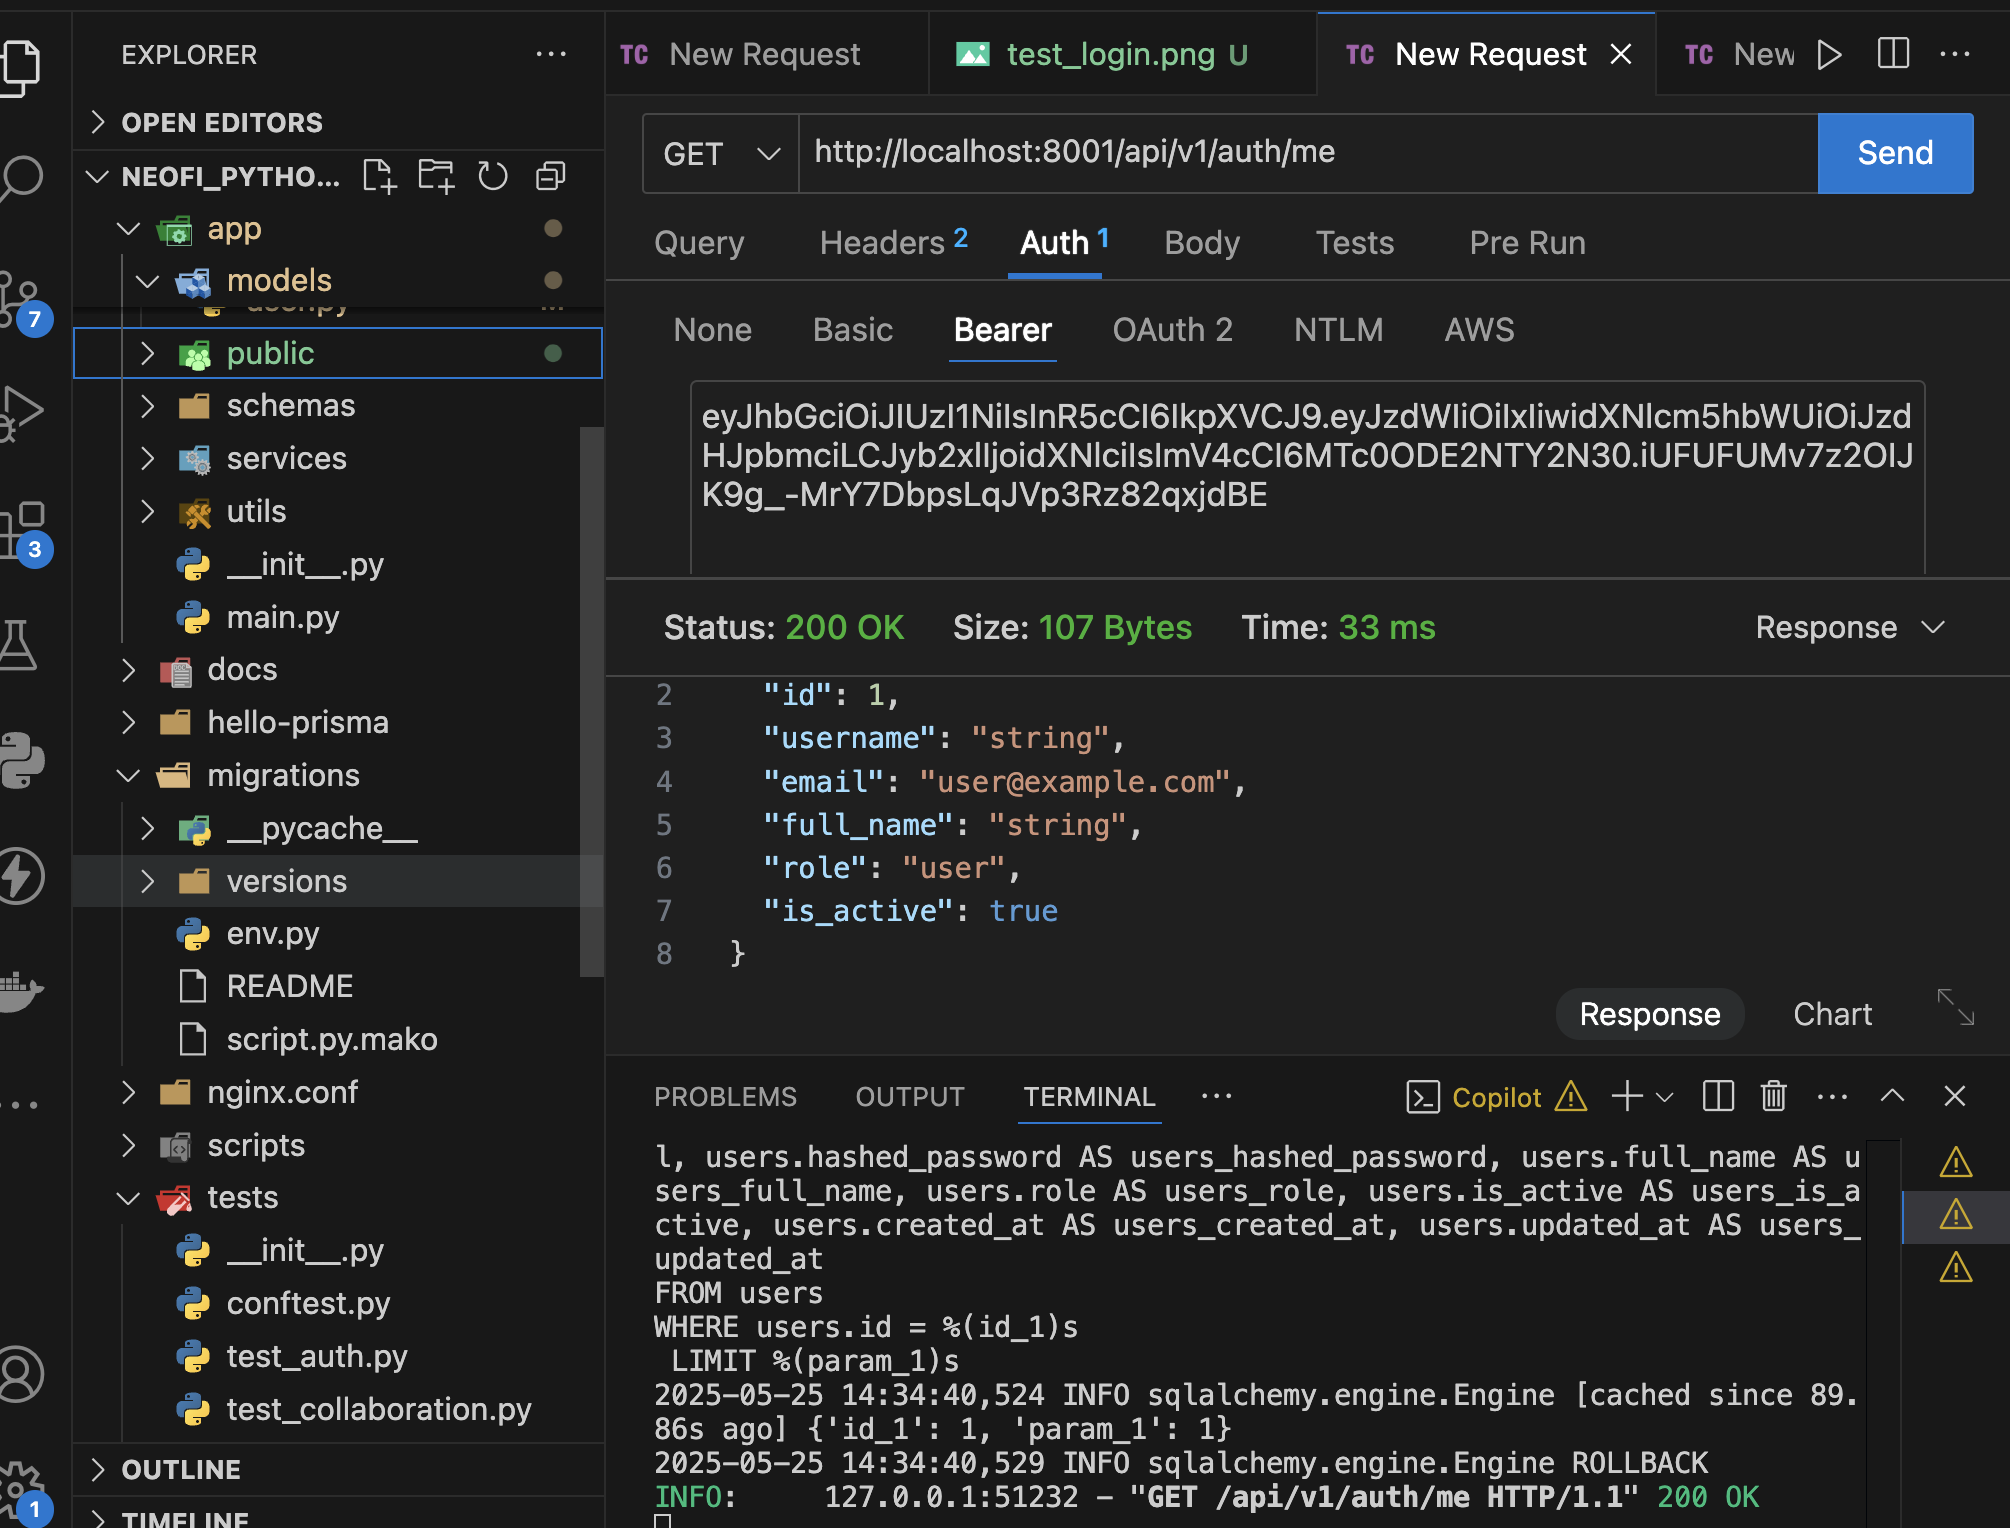 EXPLORER
OPEN EDITORS
NEOFI_PYTHO...
app
models
public
schemas
services
utils
__init__.py
main.py
docs
hello-prisma
migrations
__pycache__
versions
env.py
README
script.py.mako
nginx.conf
scripts
tests
__init__.py
conftest.py
test_auth.py
test_collaboration.py
OUTLINE
TIMELINE
7
3
1
TC New Request
test_login.png U
TC New Request
TC New
GET
http://localhost:8001/api/v1/auth/me
Send
Query Headers 2 Auth 1 Body Tests Pre Run
None Basic Bearer OAuth 2 NTLM AWS
eyJhbGciOiJIUzI1NiIsInR5cCI6IkpXVCJ9.eyJzdWIiOiIxIiwidXNlcm5hbWUiOiJzd
HJpbmciLCJyb2xlIjoidXNlciIsImV4cCI6MTc0ODE2NTY2N30.iUFUFUMv7z2OIJ
K9g_-MrY7DbpsLqJVp3Rz82qxjdBE
Status: 200 OK Size: 107 Bytes Time: 33 ms
Response
2 "id": 1,
3 "username": "string",
4 "email": "user@example.com",
5 "full_name": "string",
6 "role": "user",
7 "is_active": true
8 }
Response Chart
PROBLEMS OUTPUT TERMINAL
Copilot
l, users.hashed_password AS users_hashed_password, users.full_name AS u
sers_full_name, users.role AS users_role, users.is_active AS users_is_a
ctive, users.created_at AS users_created_at, users.updated_at AS users_
updated_at
FROM users
WHERE users.id = %(id_1)s
LIMIT %(param_1)s
2025-05-25 14:34:40,524 INFO sqlalchemy.engine.Engine [cached since 89.
86s ago] {'id_1': 1, 'param_1': 1}
2025-05-25 14:34:40,529 INFO sqlalchemy.engine.Engine ROLLBACK
INFO: 127.0.0.1:51232 - "GET /api/v1/auth/me HTTP/1.1" 200 OK